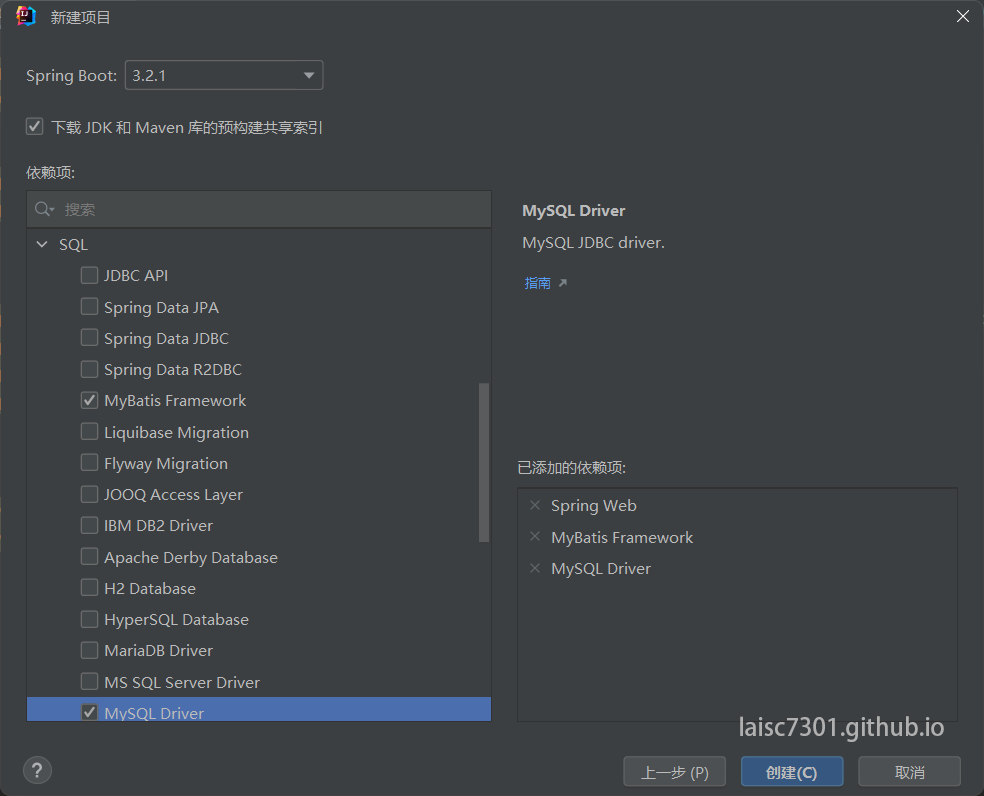 新建项目
Spring Boot: 3.2.1
下载 JDK 和 Maven 库的预构建共享索引
依赖项:
搜索
SQL
JDBC API
Spring Data JPA
Spring Data JDBC
Spring Data R2DBC
MyBatis Framework
Liquibase Migration
Flyway Migration
JOOQ Access Layer
IBM DB2 Driver
Apache Derby Database
H2 Database
HyperSQL Database
MariaDB Driver
MS SQL Server Driver
MySQL Driver
MySQL Driver
MySQL JDBC driver.
指南
已添加的依赖项:
Spring Web
MyBatis Framework
MySQL Driver
laisc7301.github.io
?
上一步 (P)
创建(C)
取消